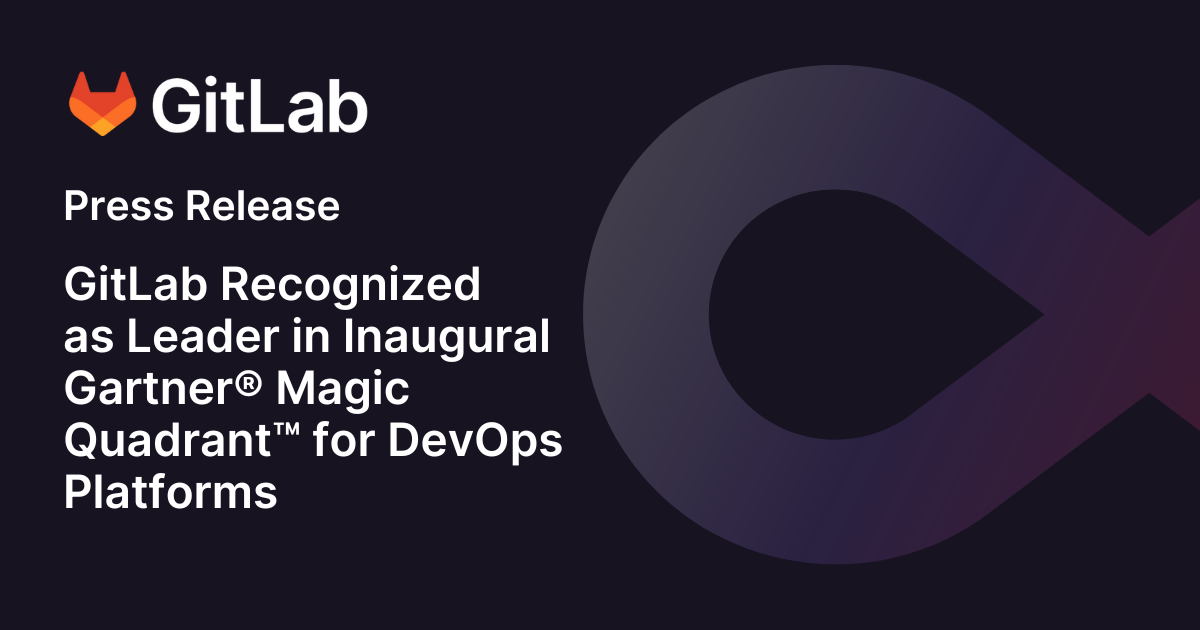 GitLab
Press Release
GitLab Recognized
as Leader in Inaugural
Gartner® Magic
Quadrant™ for DevOps
Platforms